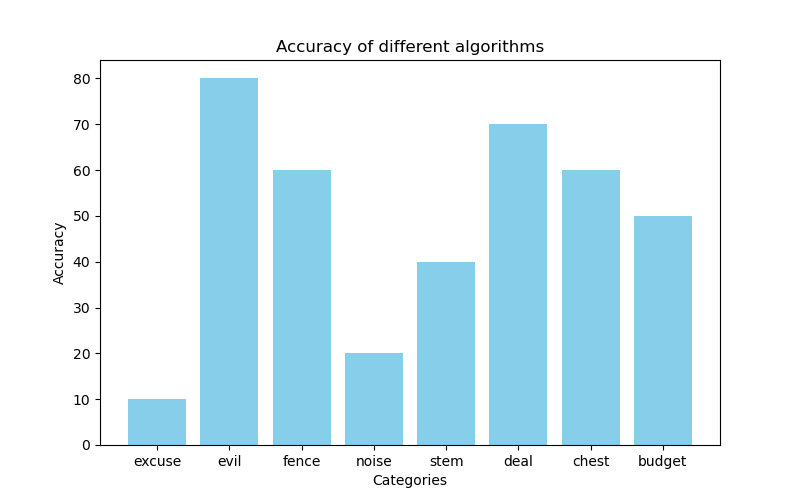 Accuracy of different algorithms
Accuracy
80
70
60
50
40
30
20
10
0
excuse evil fence noise stem deal chest budget
Categories